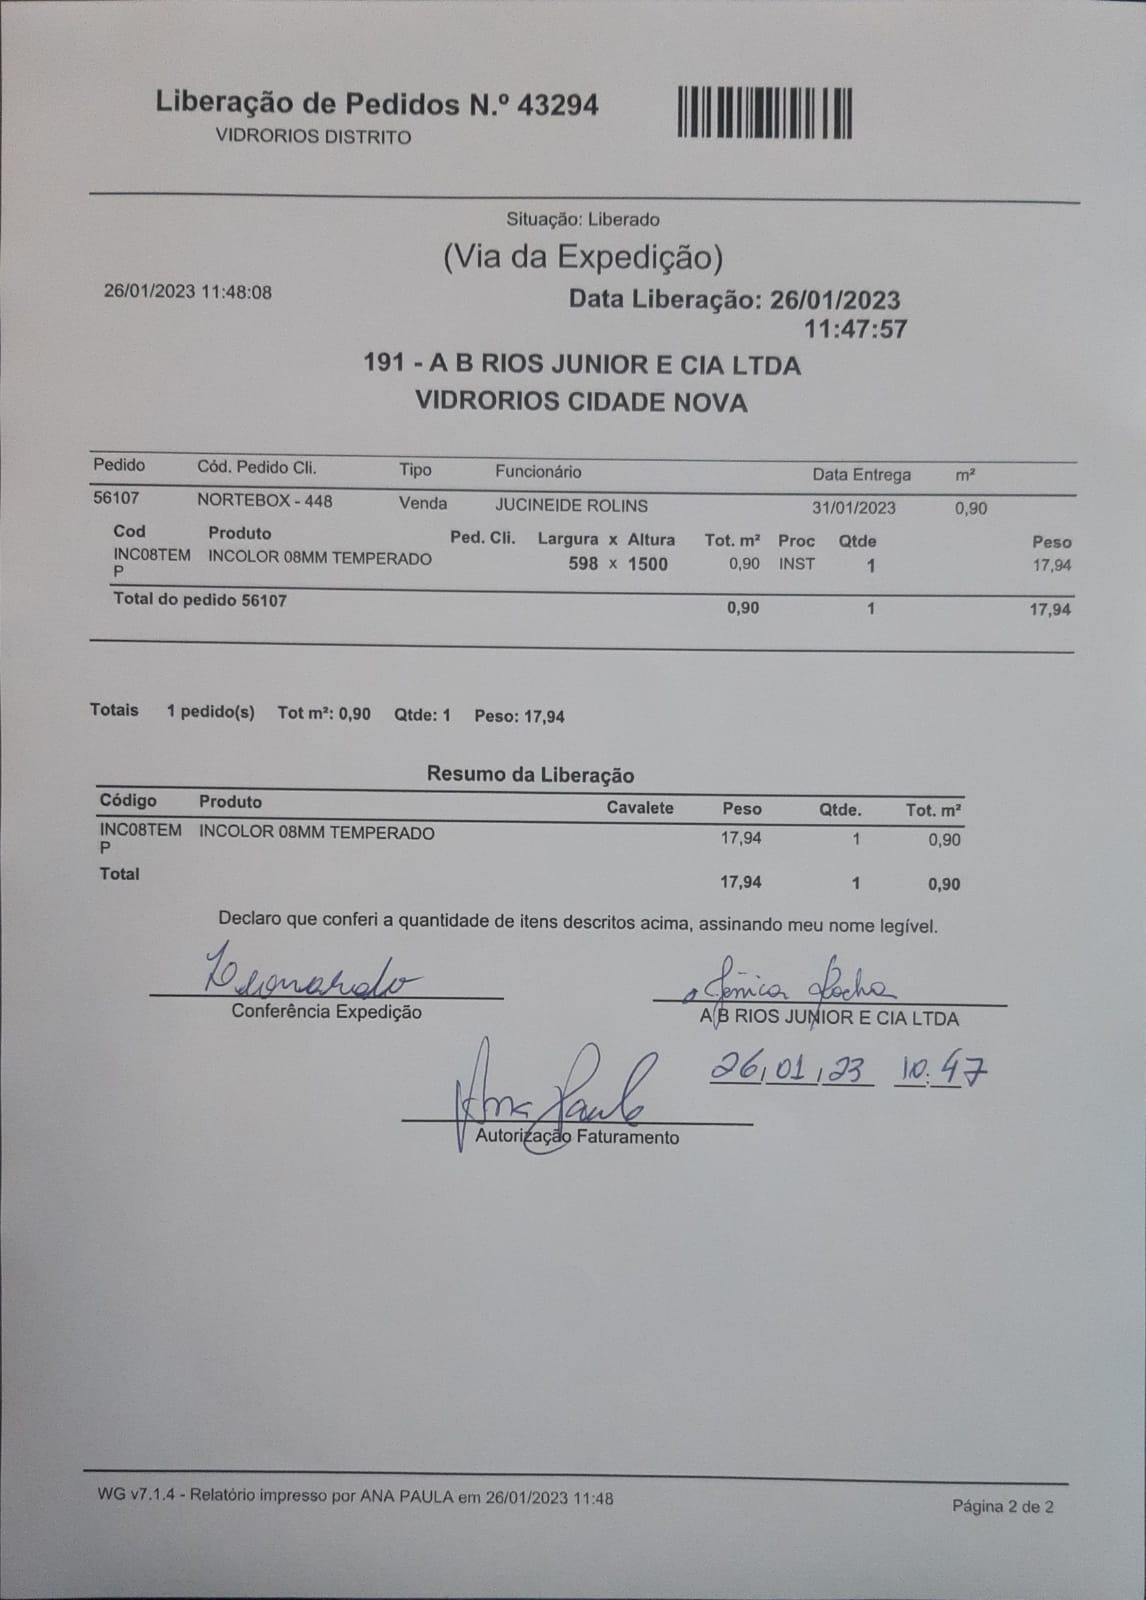 Liberação de Pedidos N.º 43294
VIDRORIOS DISTRITO
Situação: Liberado
(Via da Expedição)
26/01/2023 11:48:08
Data Liberação: 26/01/2023
11:47:57
191 - A B RIOS JUNIOR E CIA LTDA
VIDRORIOS CIDADE NOVA
Pedido Cód. Pedido Cli. Tipo Funcionário Data Entrega m²
56107 NORTEBOX - 448 Venda JUCINEIDE ROLINS 31/01/2023 0,90
Cod Produto Ped. Cli. Largura x Altura Tot. m² Proc Qtde Peso
INC08TEM INCOLOR 08MM TEMPERADO 598 x 1500 0,90 INST 1 17,94
P
Total do pedido 56107 0,90 1 17,94
Totais 1 pedido(s) Tot m²: 0,90 Qtde: 1 Peso: 17,94
Resumo da Liberação
Código Produto Cavalete Peso Qtde. Tot. m²
INC08TEM INCOLOR 08MM TEMPERADO 17,94 1 0,90
P
Total 17,94 1 0,90
Declaro que conferi a quantidade de itens descritos acima, assinando meu nome legível.
Leonardo Rocha
Conferência Expedição A B RIOS JUNIOR E CIA LTDA
26,01,23 10:47
Ana Paula
Autorização Faturamento
WG v7.1.4 - Relatório impresso por ANA PAULA em 26/01/2023 11:48
Página 2 de 2